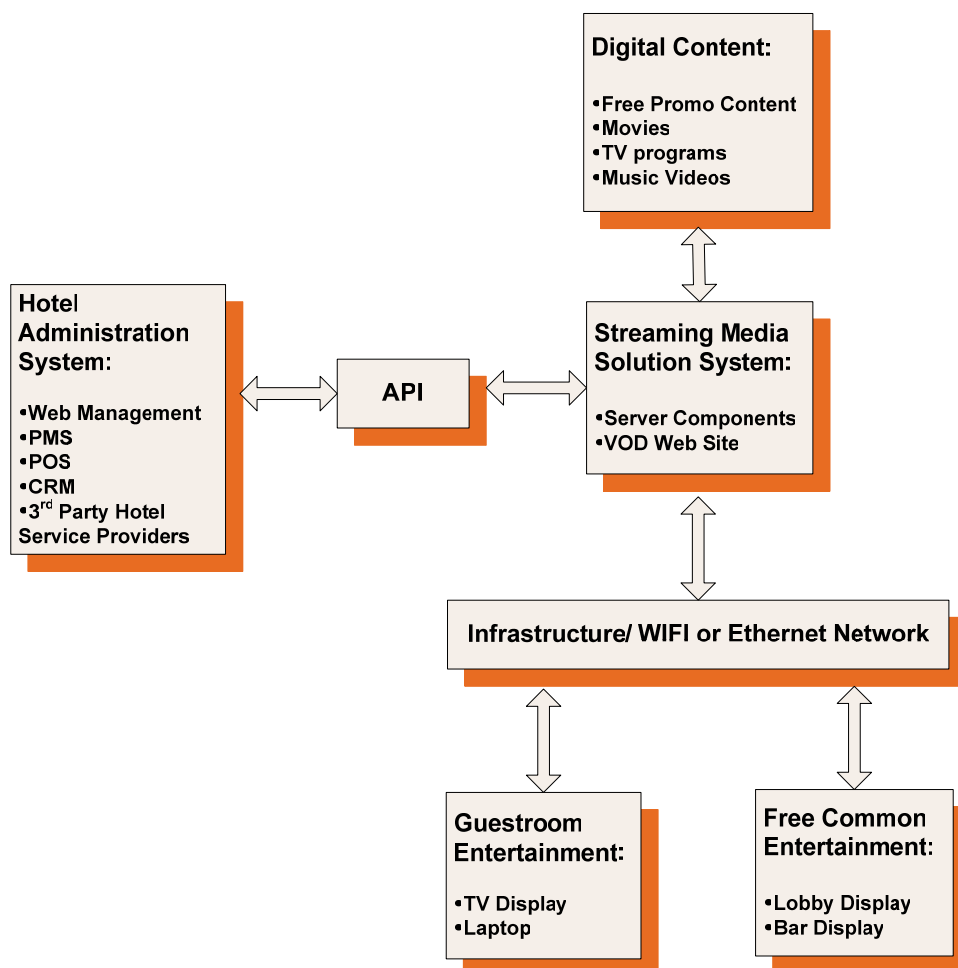 Digital Content:
•Free Promo Content
•Movies
•TV programs
•Music Videos
Hotel
Administration
System:
•Web Management
•PMS
•POS
•CRM
•3rd Party Hotel
Service Providers
API
Streaming Media
Solution System:
•Server Components
•VOD Web Site
Infrastructure/ WIFI or Ethernet Network
Guestroom
Entertainment:
•TV Display
•Laptop
Free Common
Entertainment:
•Lobby Display
•Bar Display